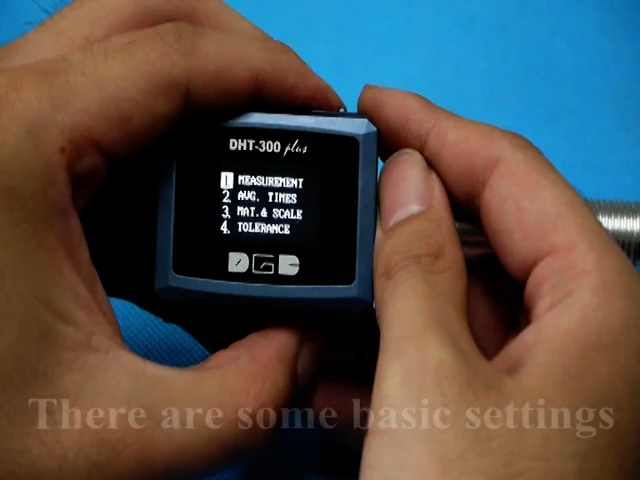 DHT-300 plus
1 MEASUREMENT
2. AVG. TIMES
3. MAT.& SCALE
4. TOLERANCE
There are some basic settings